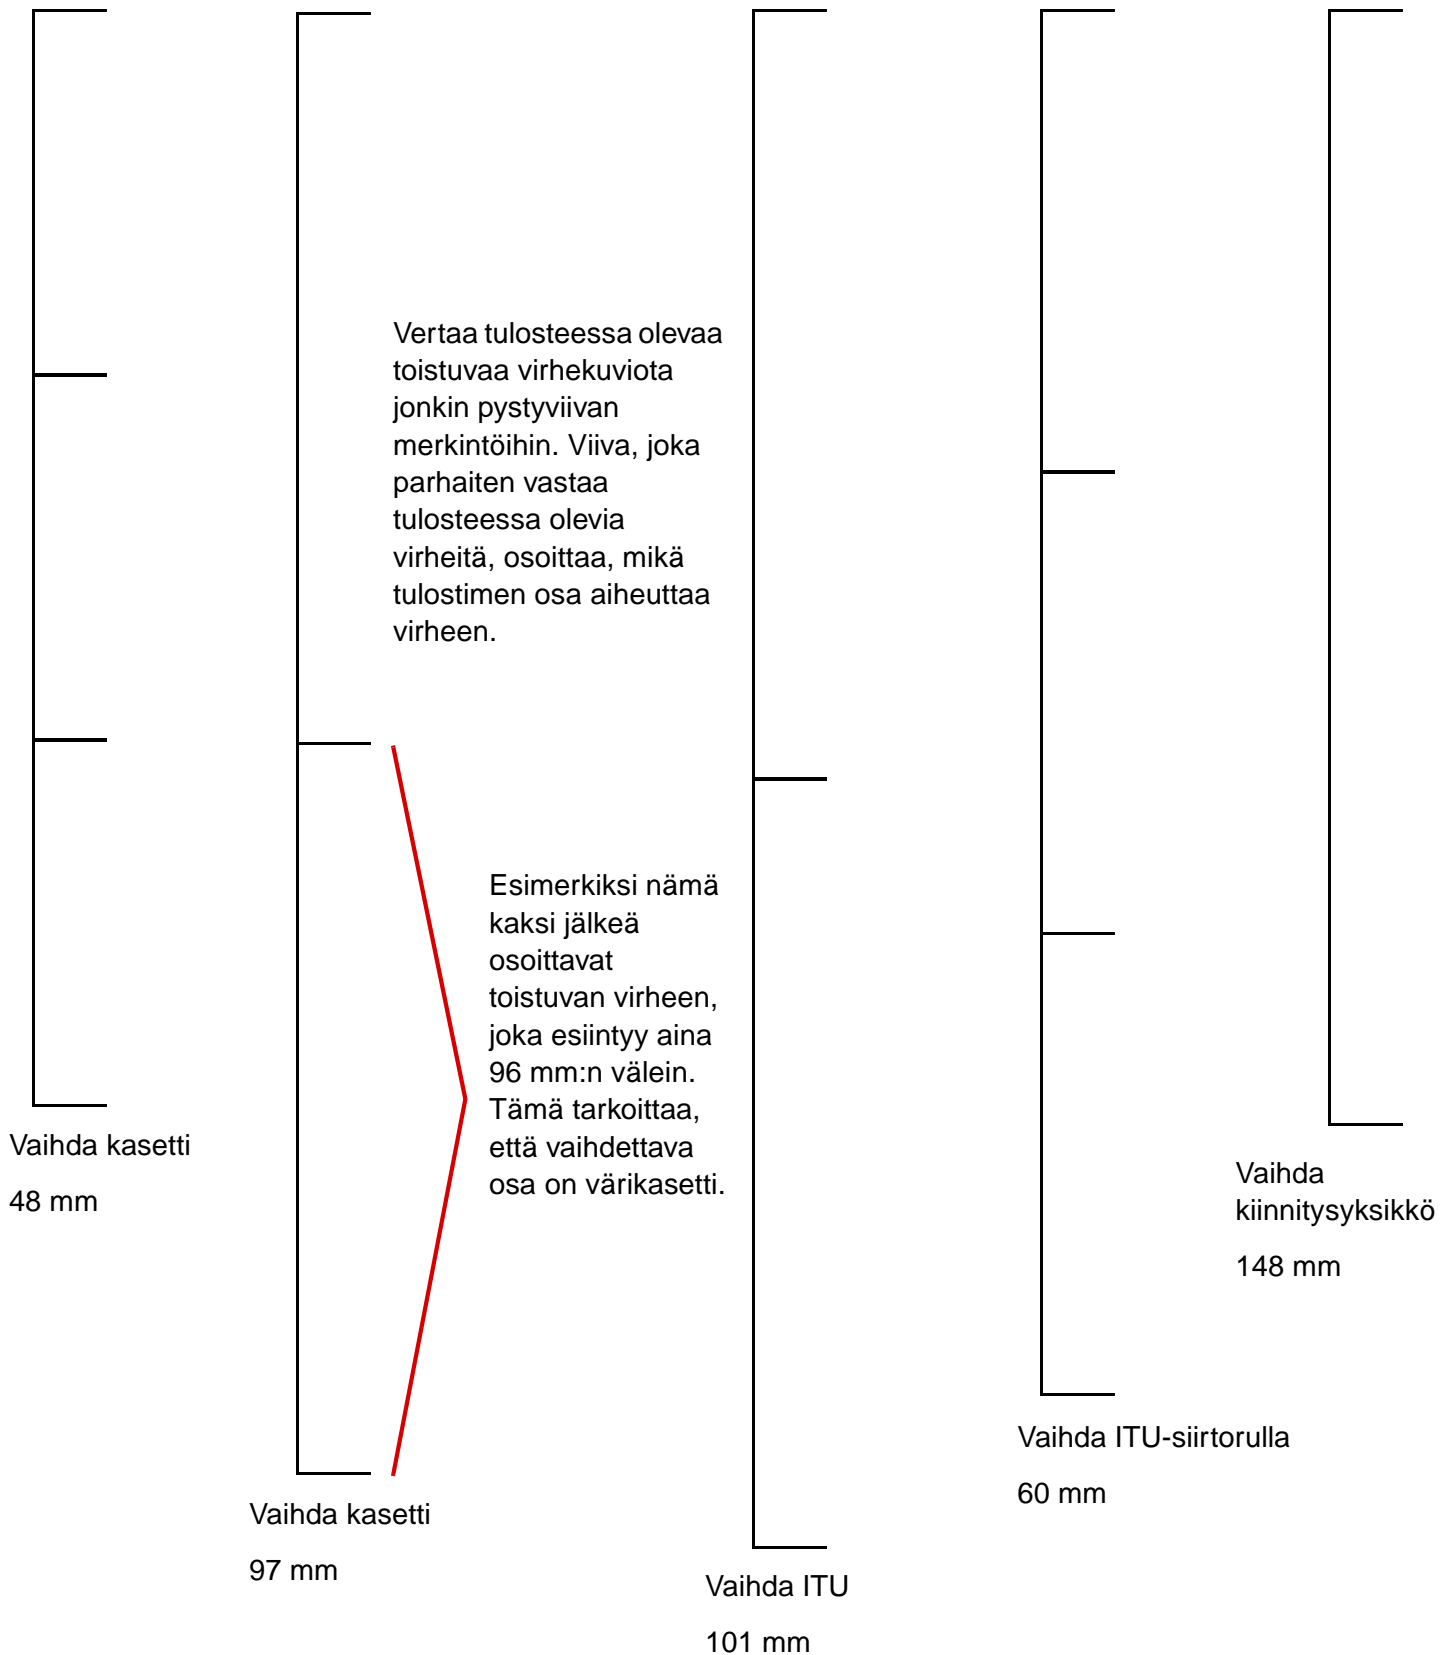 Vertaa tulosteessa olevaa
toistuvaa virhekuviota
jonkin pystyviivan
merkintöihin. Viiva, joka
parhaiten vastaa
tulosteessa olevia
virheitä, osoittaa, mikä
tulostimen osa aiheuttaa
virheen.
Esimerkiksi nämä
kaksi jälkeä
osoittavat
toistuvan virheen,
joka esiintyy aina
96 mm:n välein.
Tämä tarkoittaa,
että vaihdettava
osa on värikasetti.
Vaihda kasetti
48 mm
Vaihda kasetti
97 mm
Vaihda ITU
101 mm
Vaihda ITU-siirtorulla
60 mm
Vaihda
kiinnitysyksikkö
148 mm